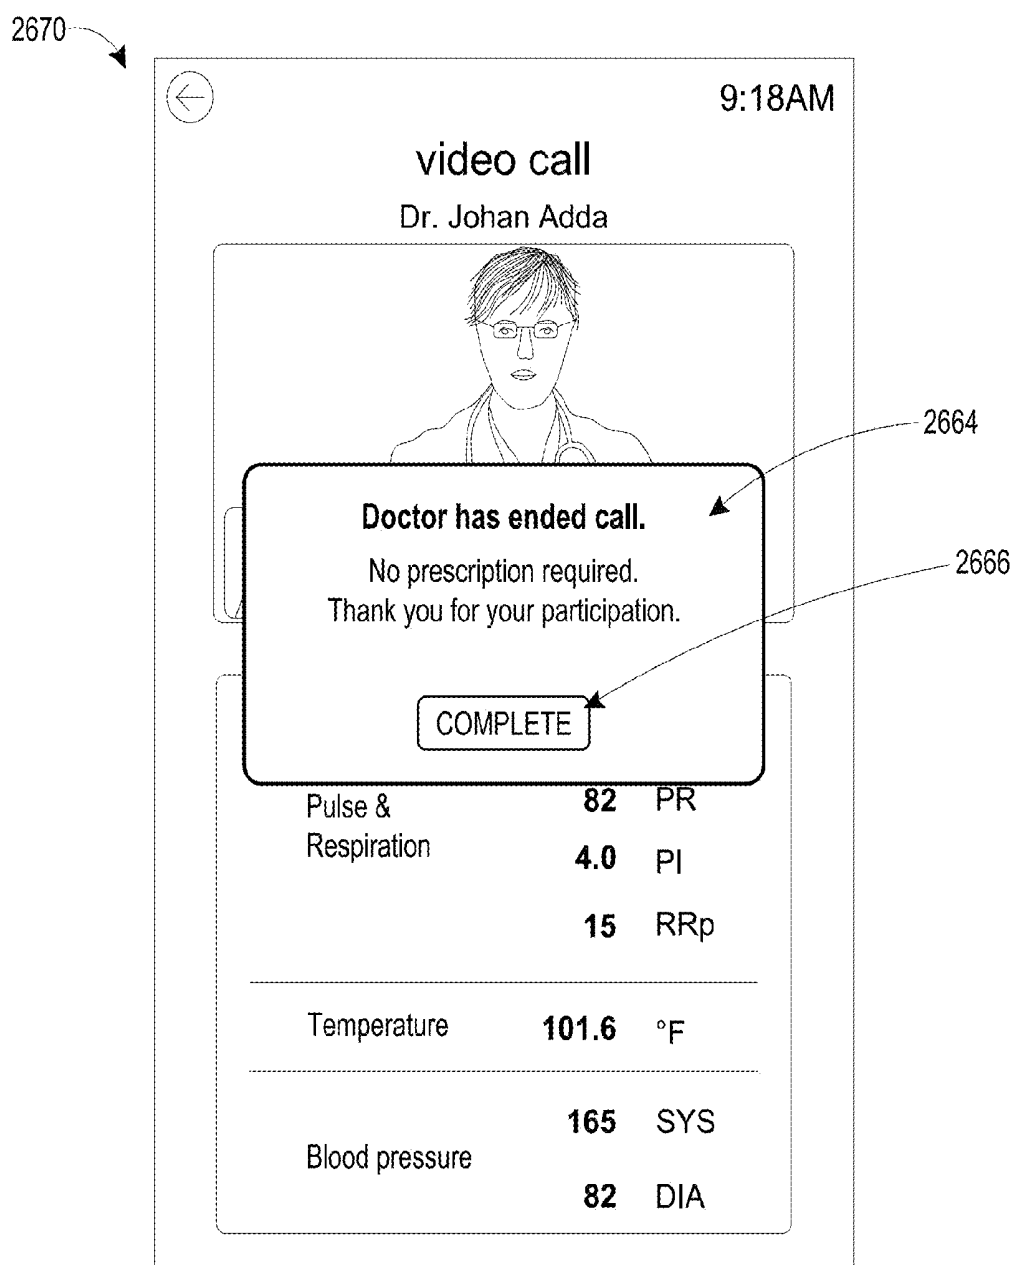 2670
9:18AM
video call
Dr. Johan Adda
2664
Doctor has ended call.
2666
No prescription required.
Thank you for your participation.
COMPLETE
Pulse & 82 PR
Respiration 4.0 PI
15 RRp
Temperature 101.6 °F
165 SYS
Blood pressure
82 DIA